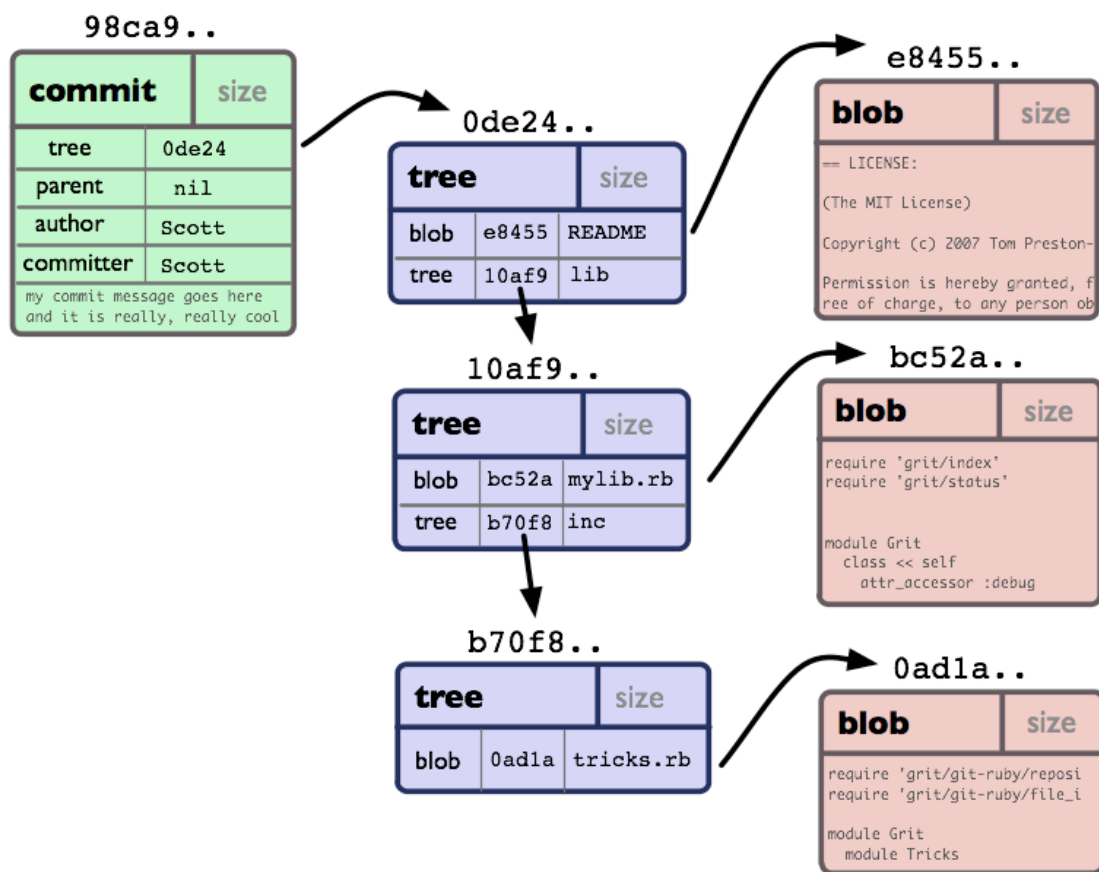 98ca9..
commit size
tree 0de24
parent nil
author Scott
committer Scott
my commit message goes here
and it is really, really cool
0de24..
tree size
blob e8455 README
tree 10af9 lib
10af9..
tree size
blob bc52a mylib.rb
tree b70f8 inc
b70f8..
tree size
blob 0ad1a tricks.rb
e8455..
blob size
== LICENSE:
(The MIT License)
Copyright (c) 2007 Tom Preston-
Permission is hereby granted, f
ree of charge, to any person ob
bc52a..
blob size
require 'grit/index'
require 'grit/status'
module Grit
class << self
attr_accessor :debug
0ad1a..
blob size
require 'grit/git-ruby/reposi
require 'grit/git-ruby/file_i
module Grit
module Tricks